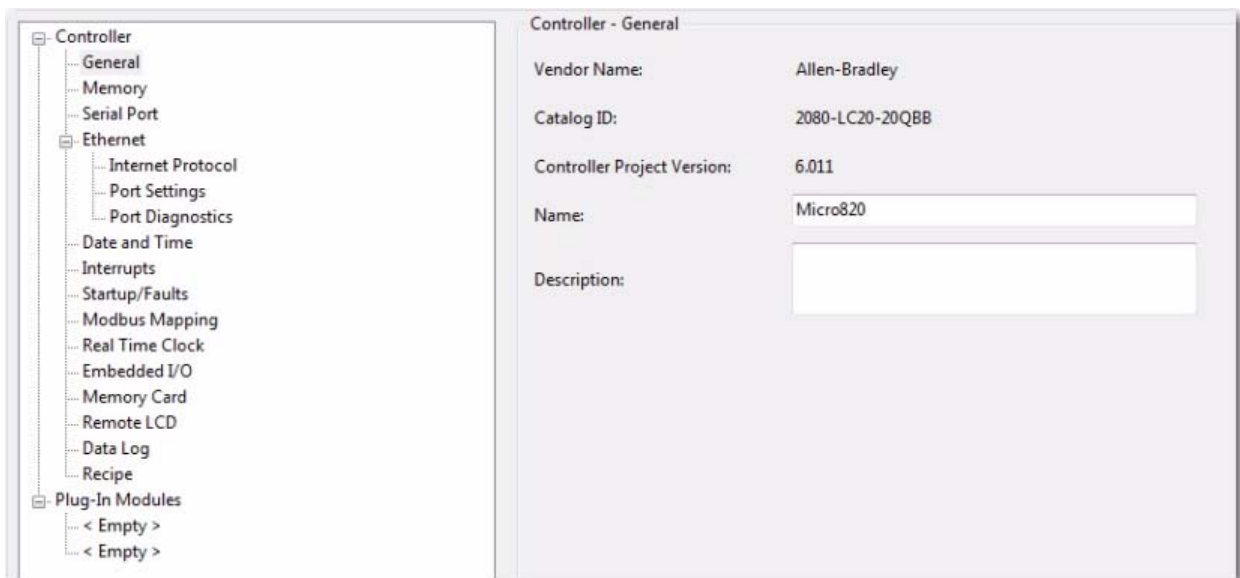 Controller
General
Memory
Serial Port
Ethernet
Internet Protocol
Port Settings
Port Diagnostics
Date and Time
Interrupts
Startup/Faults
Modbus Mapping
Real Time Clock
Embedded I/O
Memory Card
Remote LCD
Data Log
Recipe
Plug-In Modules
< Empty >
< Empty >
Controller - General
Vendor Name: Allen-Bradley
Catalog ID: 2080-LC20-20QBB
Controller Project Version: 6.011
Name: Micro820
Description: